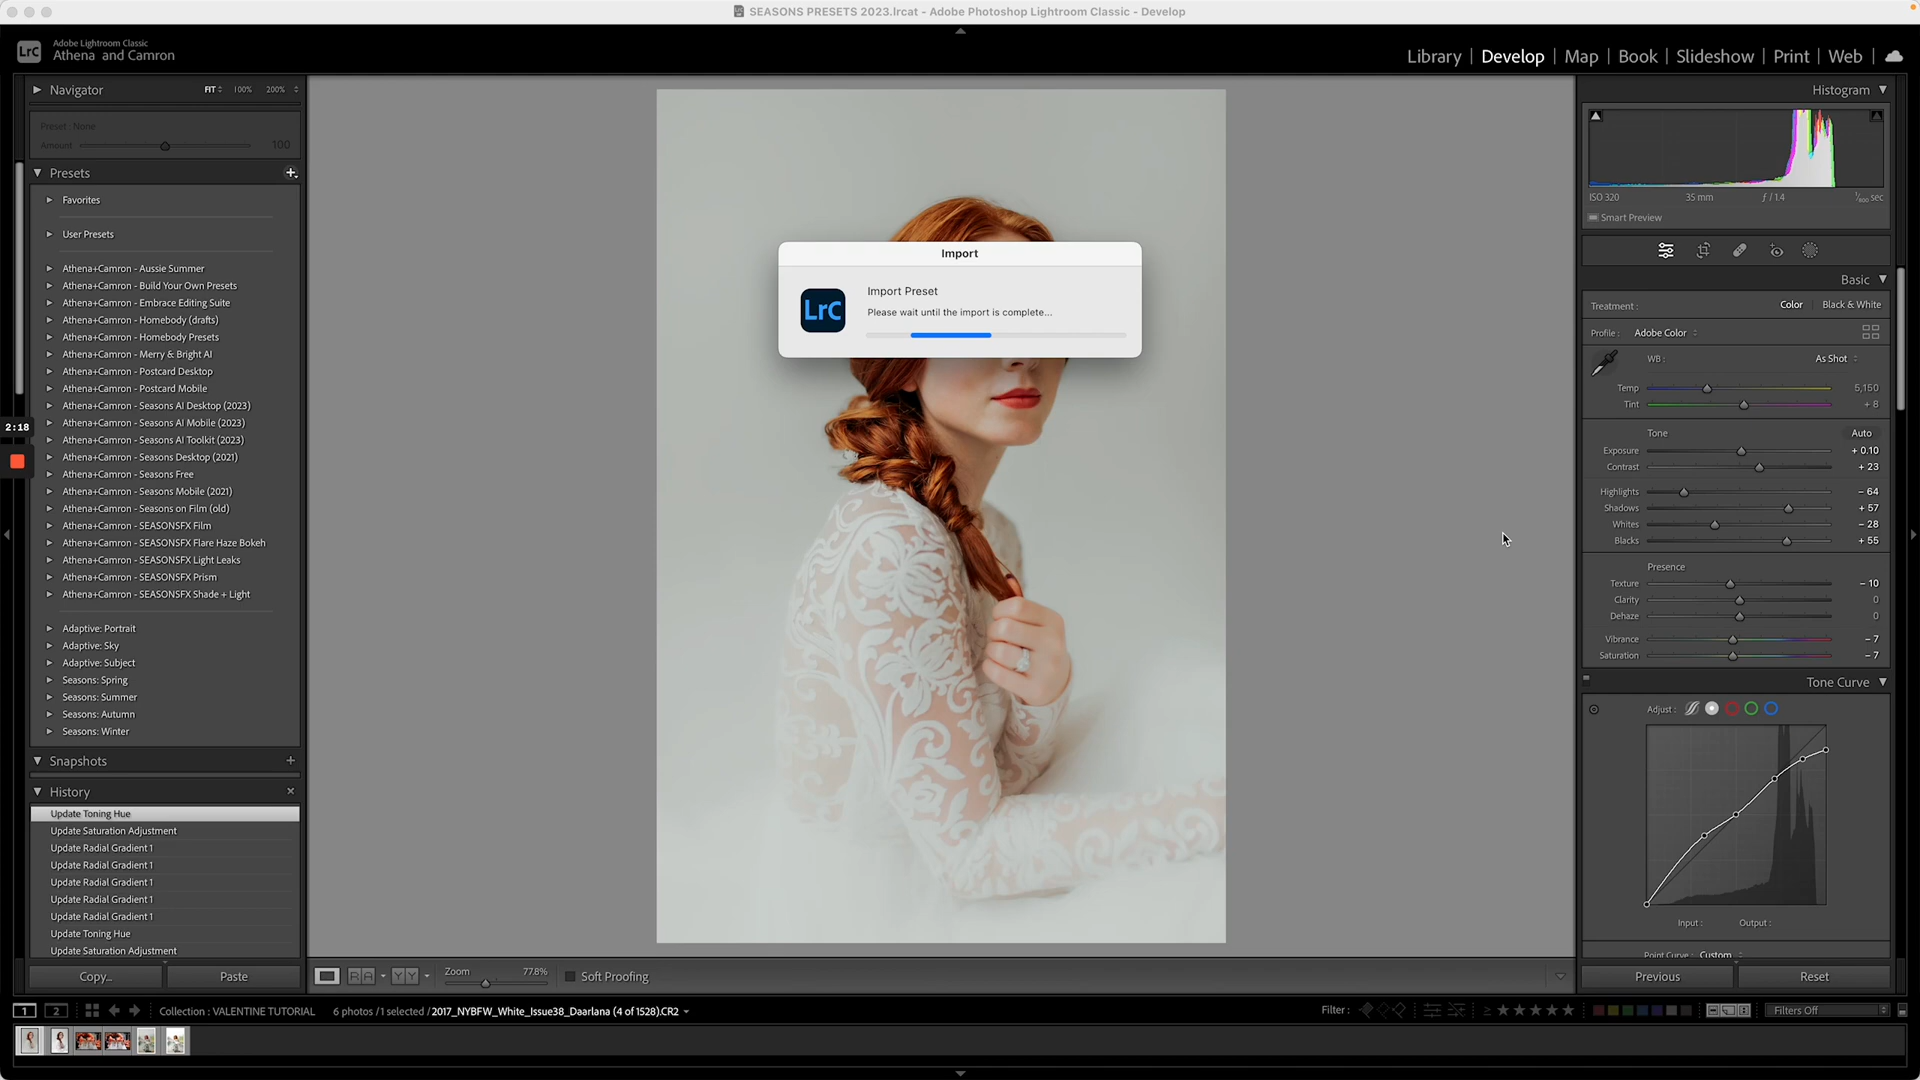 SEASONS PRESETS 2023.lrcat - Adobe Photoshop Lightroom Classic - Develop
LrC
Adobe Lightroom Classic
Athena and Camron
Library | Develop | Map | Book | Slideshow | Print | Web
Navigator
FIT 100% 200%
Preset : None
Amount 100
Presets
Favorites
User Presets
Athena+Camron - Aussie Summer
Athena+Camron - Build Your Own Presets
Athena+Camron - Embrace Editing Suite
Athena+Camron - Homebody (drafts)
Athena+Camron - Homebody Presets
Athena+Camron - Merry & Bright AI
Athena+Camron - Postcard Desktop
Athena+Camron - Postcard Mobile
Athena+Camron - Seasons AI Desktop (2023)
Athena+Camron - Seasons AI Mobile (2023)
Athena+Camron - Seasons AI Toolkit (2023)
Athena+Camron - Seasons Desktop (2021)
Athena+Camron - Seasons Free
Athena+Camron - Seasons Mobile (2021)
Athena+Camron - Seasons on Film (old)
Athena+Camron - SEASONSFX Film
Athena+Camron - SEASONSFX Flare Haze Bokeh
Athena+Camron - SEASONSFX Light Leaks
Athena+Camron - SEASONSFX Prism
Athena+Camron - SEASONSFX Shade + Light
Adaptive: Portrait
Adaptive: Sky
Adaptive: Subject
Seasons: Spring
Seasons: Summer
Seasons: Autumn
Seasons: Winter
2:18
Snapshots
History
Update Toning Hue
Update Saturation Adjustment
Update Radial Gradient 1
Update Radial Gradient 1
Update Radial Gradient 1
Update Radial Gradient 1
Update Radial Gradient 1
Update Toning Hue
Update Saturation Adjustment
Copy...
Paste
Import
LrC
Import Preset
Please wait until the import is complete...
Histogram
ISO 320 35 mm ƒ / 1.4 1/800 sec
Smart Preview
Basic
Treatment : Color Black & White
Profile : Adobe Color
WB : As Shot
Temp 5,150
Tint + 8
Tone Auto
Exposure + 0.10
Contrast + 23
Highlights – 64
Shadows + 57
Whites – 28
Blacks + 55
Presence
Texture – 10
Clarity 0
Dehaze 0
Vibrance – 7
Saturation – 7
Tone Curve
Adjust :
Input : Output :
Point Curve : Custom
Previous
Reset
R A
Y Y
Zoom 77.8%
Soft Proofing
1 2
Collection : VALENTINE TUTORIAL 6 photos / 1 selected / 2017_NYBFW_White_Issue38_Daarlana (4 of 1528).CR2
Filter : ≥ Filters Off